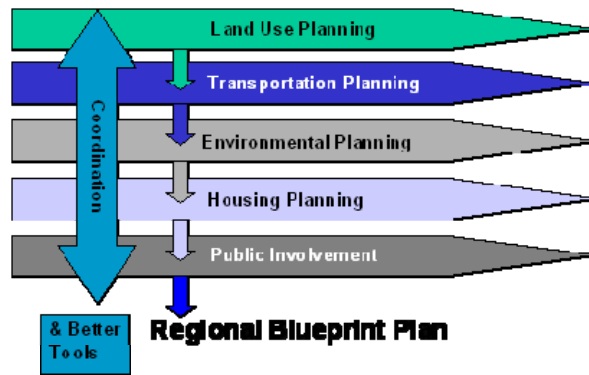 Land Use Planning
Transportation Planning
Environmental Planning
Housing Planning
Public Involvement
Coordination
& Better
Tools
Regional Blueprint Plan